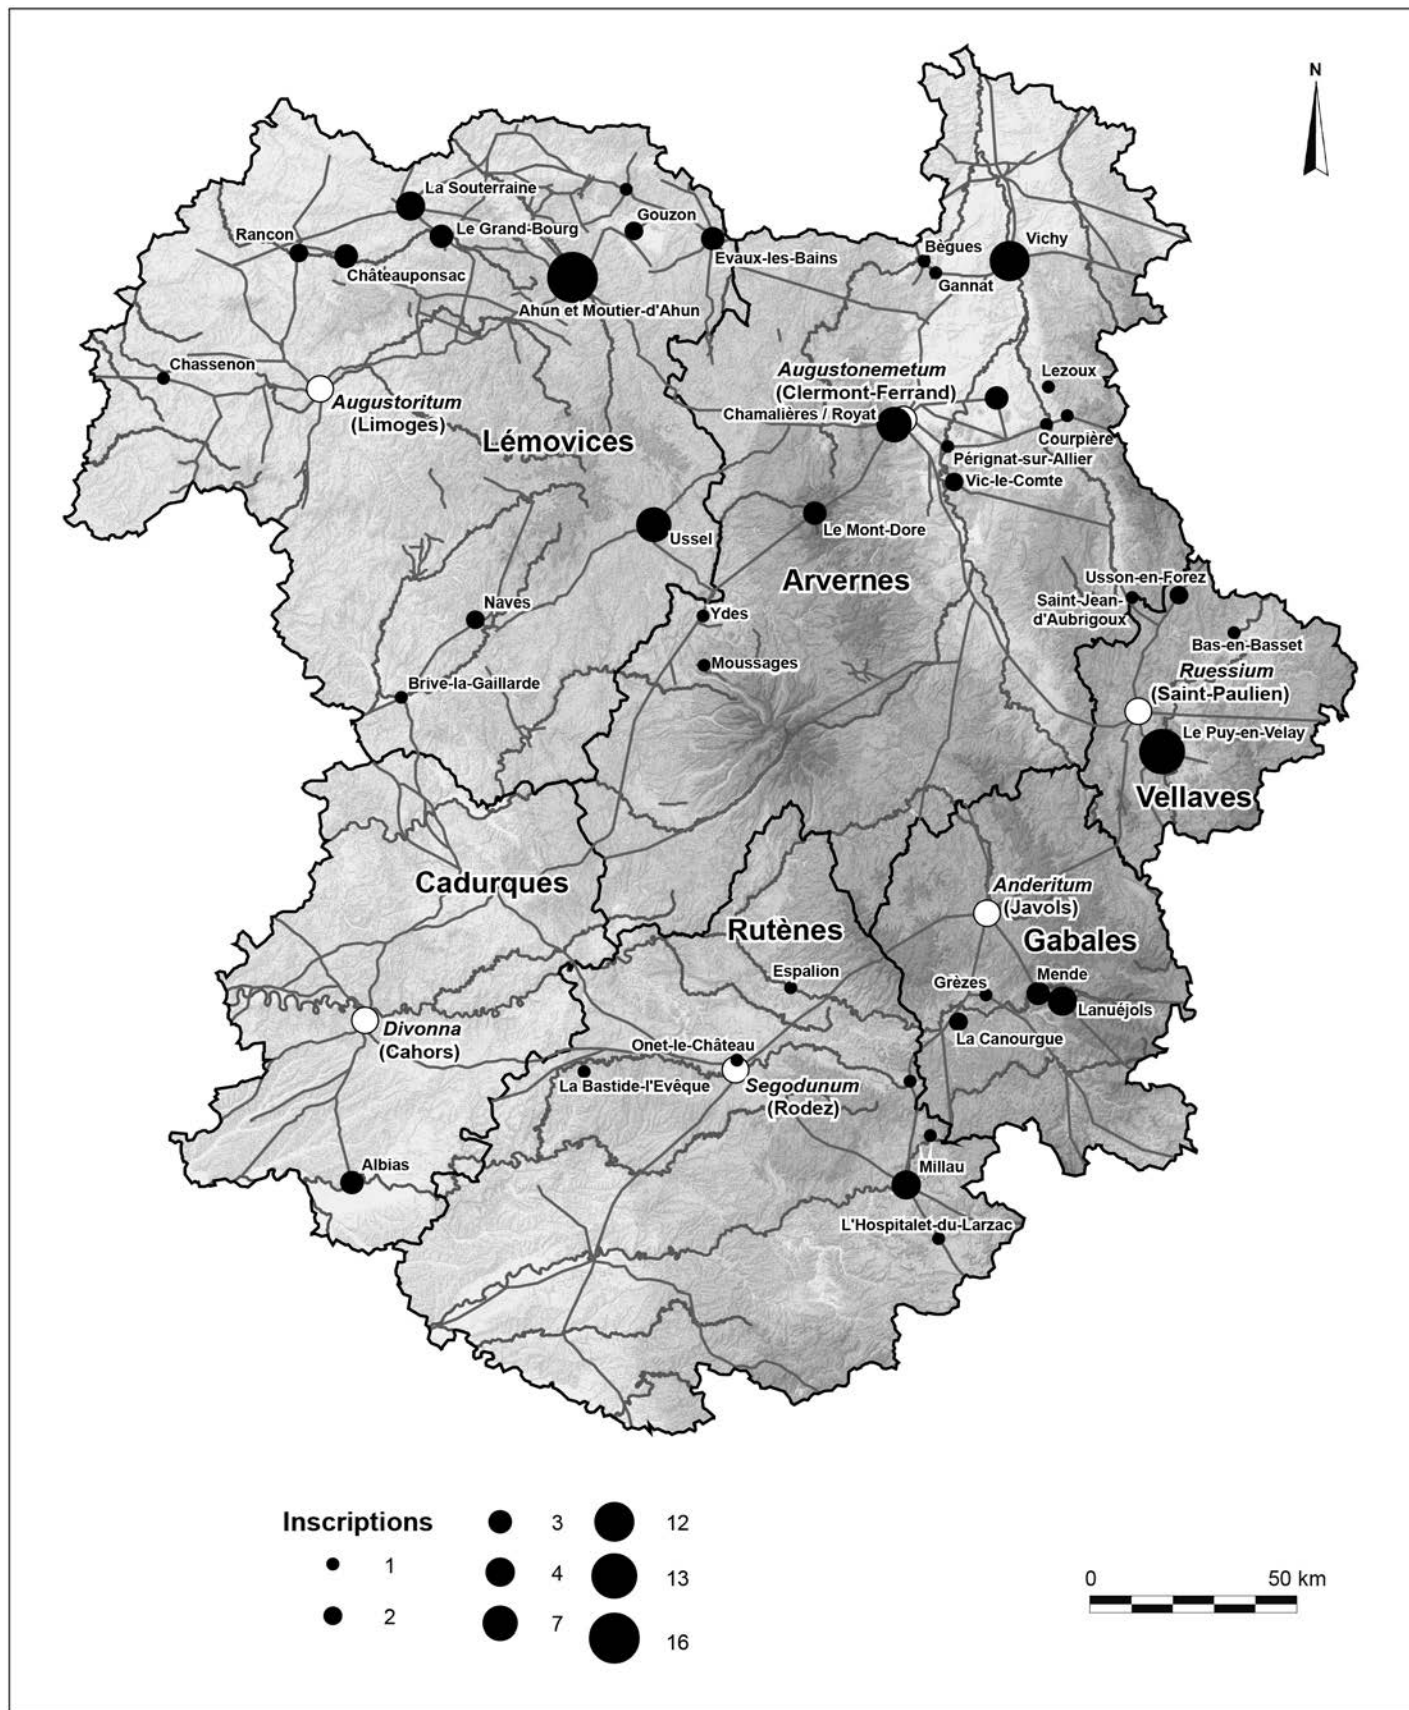 N
La Souterraine
Gouzon
Rancon
Le Grand-Bourg
Châteauponsac
Evaux-les-Bains
Bègues
Vichy
Gannat
Ahun et Moutier-d'Ahun
Chassenon
Augustoritum
(Limoges)
Lémovices
Augustonemetum
(Clermont-Ferrand)
Chamalières / Royat
Lezoux
Courpière
Pérignat-sur-Allier
Vic-le-Comte
Ussel
Le Mont-Dore
Arvernes
Usson-en-Forez
Saint-Jean-
d'Aubrigoux
Naves
Ydes
Bas-en-Basset
Moussages
Ruessium
(Saint-Paulien)
Brive-la-Gaillarde
Le Puy-en-Velay
Vellaves
Cadurques
Anderitum
(Javols)
Rutènes
Gabales
Espalion
Grèzes
Mende
Lanuéjols
La Canourgue
Divonna
(Cahors)
Onet-le-Château
La Bastide-l'Evêque
Segodunum
(Rodez)
Albias
Millau
L'Hospitalet-du-Larzac
Inscriptions
1
2
3
4
7
12
13
16
0 50 km